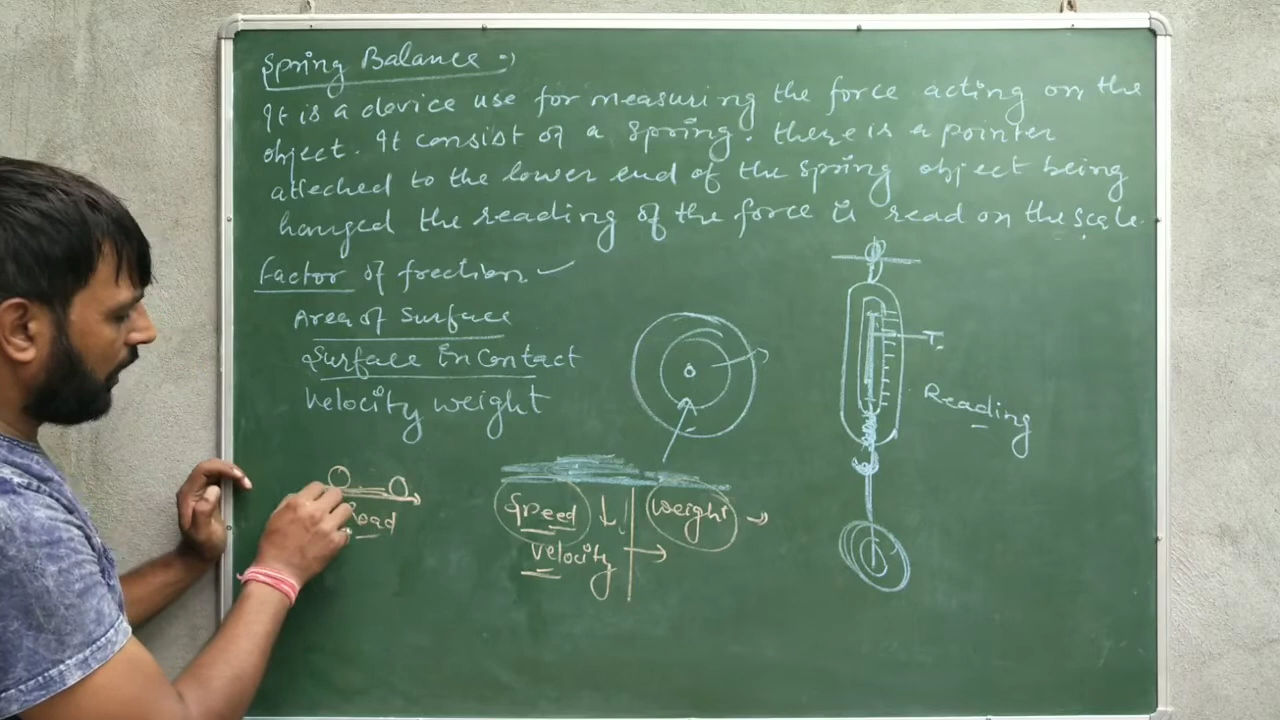 Spring Balance :)
It is a device use for measuring the force acting on the
object. It consist of a spring. there is a pointer
atteched to the lower end of the spring object being
hanged the reading of the force is read on the scale.
Factor of frection
Area of Surface
Surface in Contact
Velocity weight
T.
Reading
Road
Speed
Weight
Velocity